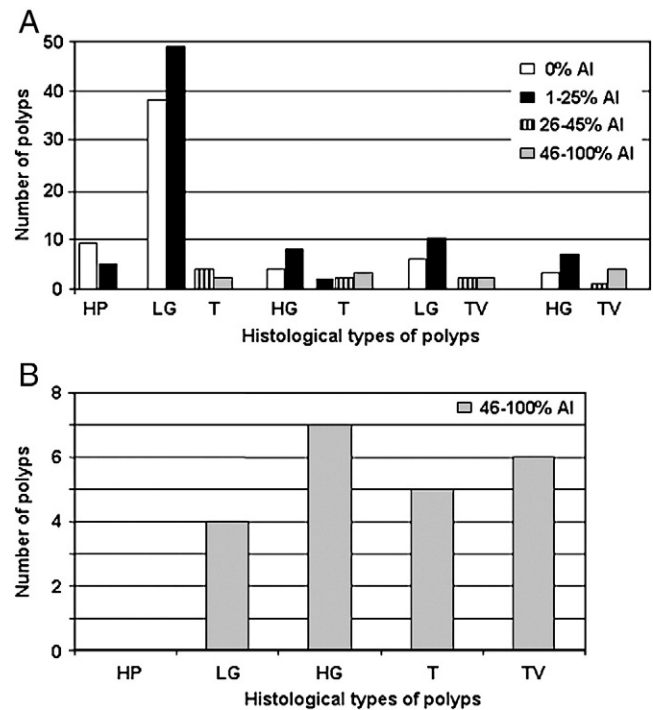 A
50
40
30
20
10
0
Number of polyps
0% AI
1-25% AI
26-45% AI
46-100% AI
HP LG T HG T LG TV HG TV
Histological types of polyps
B
8
6
4
2
0
Number of polyps
46-100% AI
HP LG HG T TV
Histological types of polyps